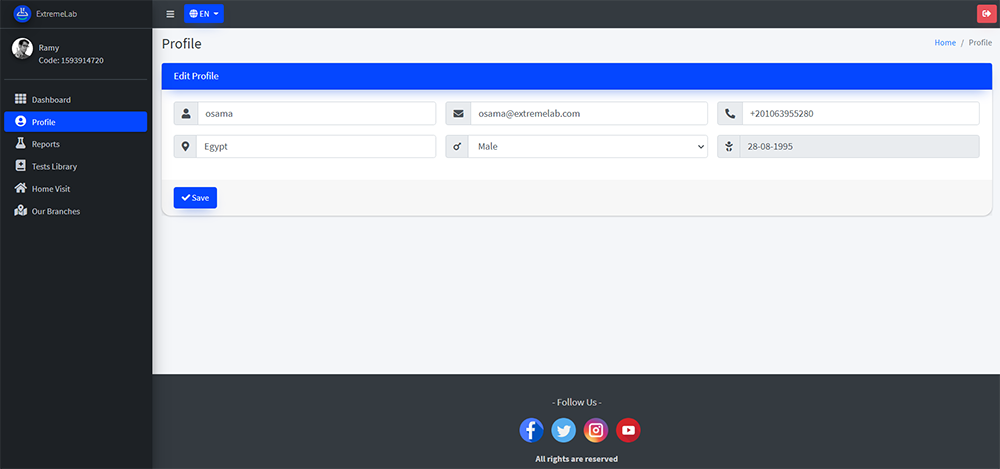 ExtremeLab
EN
Ramy
Code: 1593914720
Dashboard
Profile
Reports
Tests Library
Home Visit
Our Branches
Profile
Home / Profile
Edit Profile
osama
osama@extremelab.com
+201063955280
Egypt
Male
28-08-1995
Save
- Follow Us -
All rights are reserved